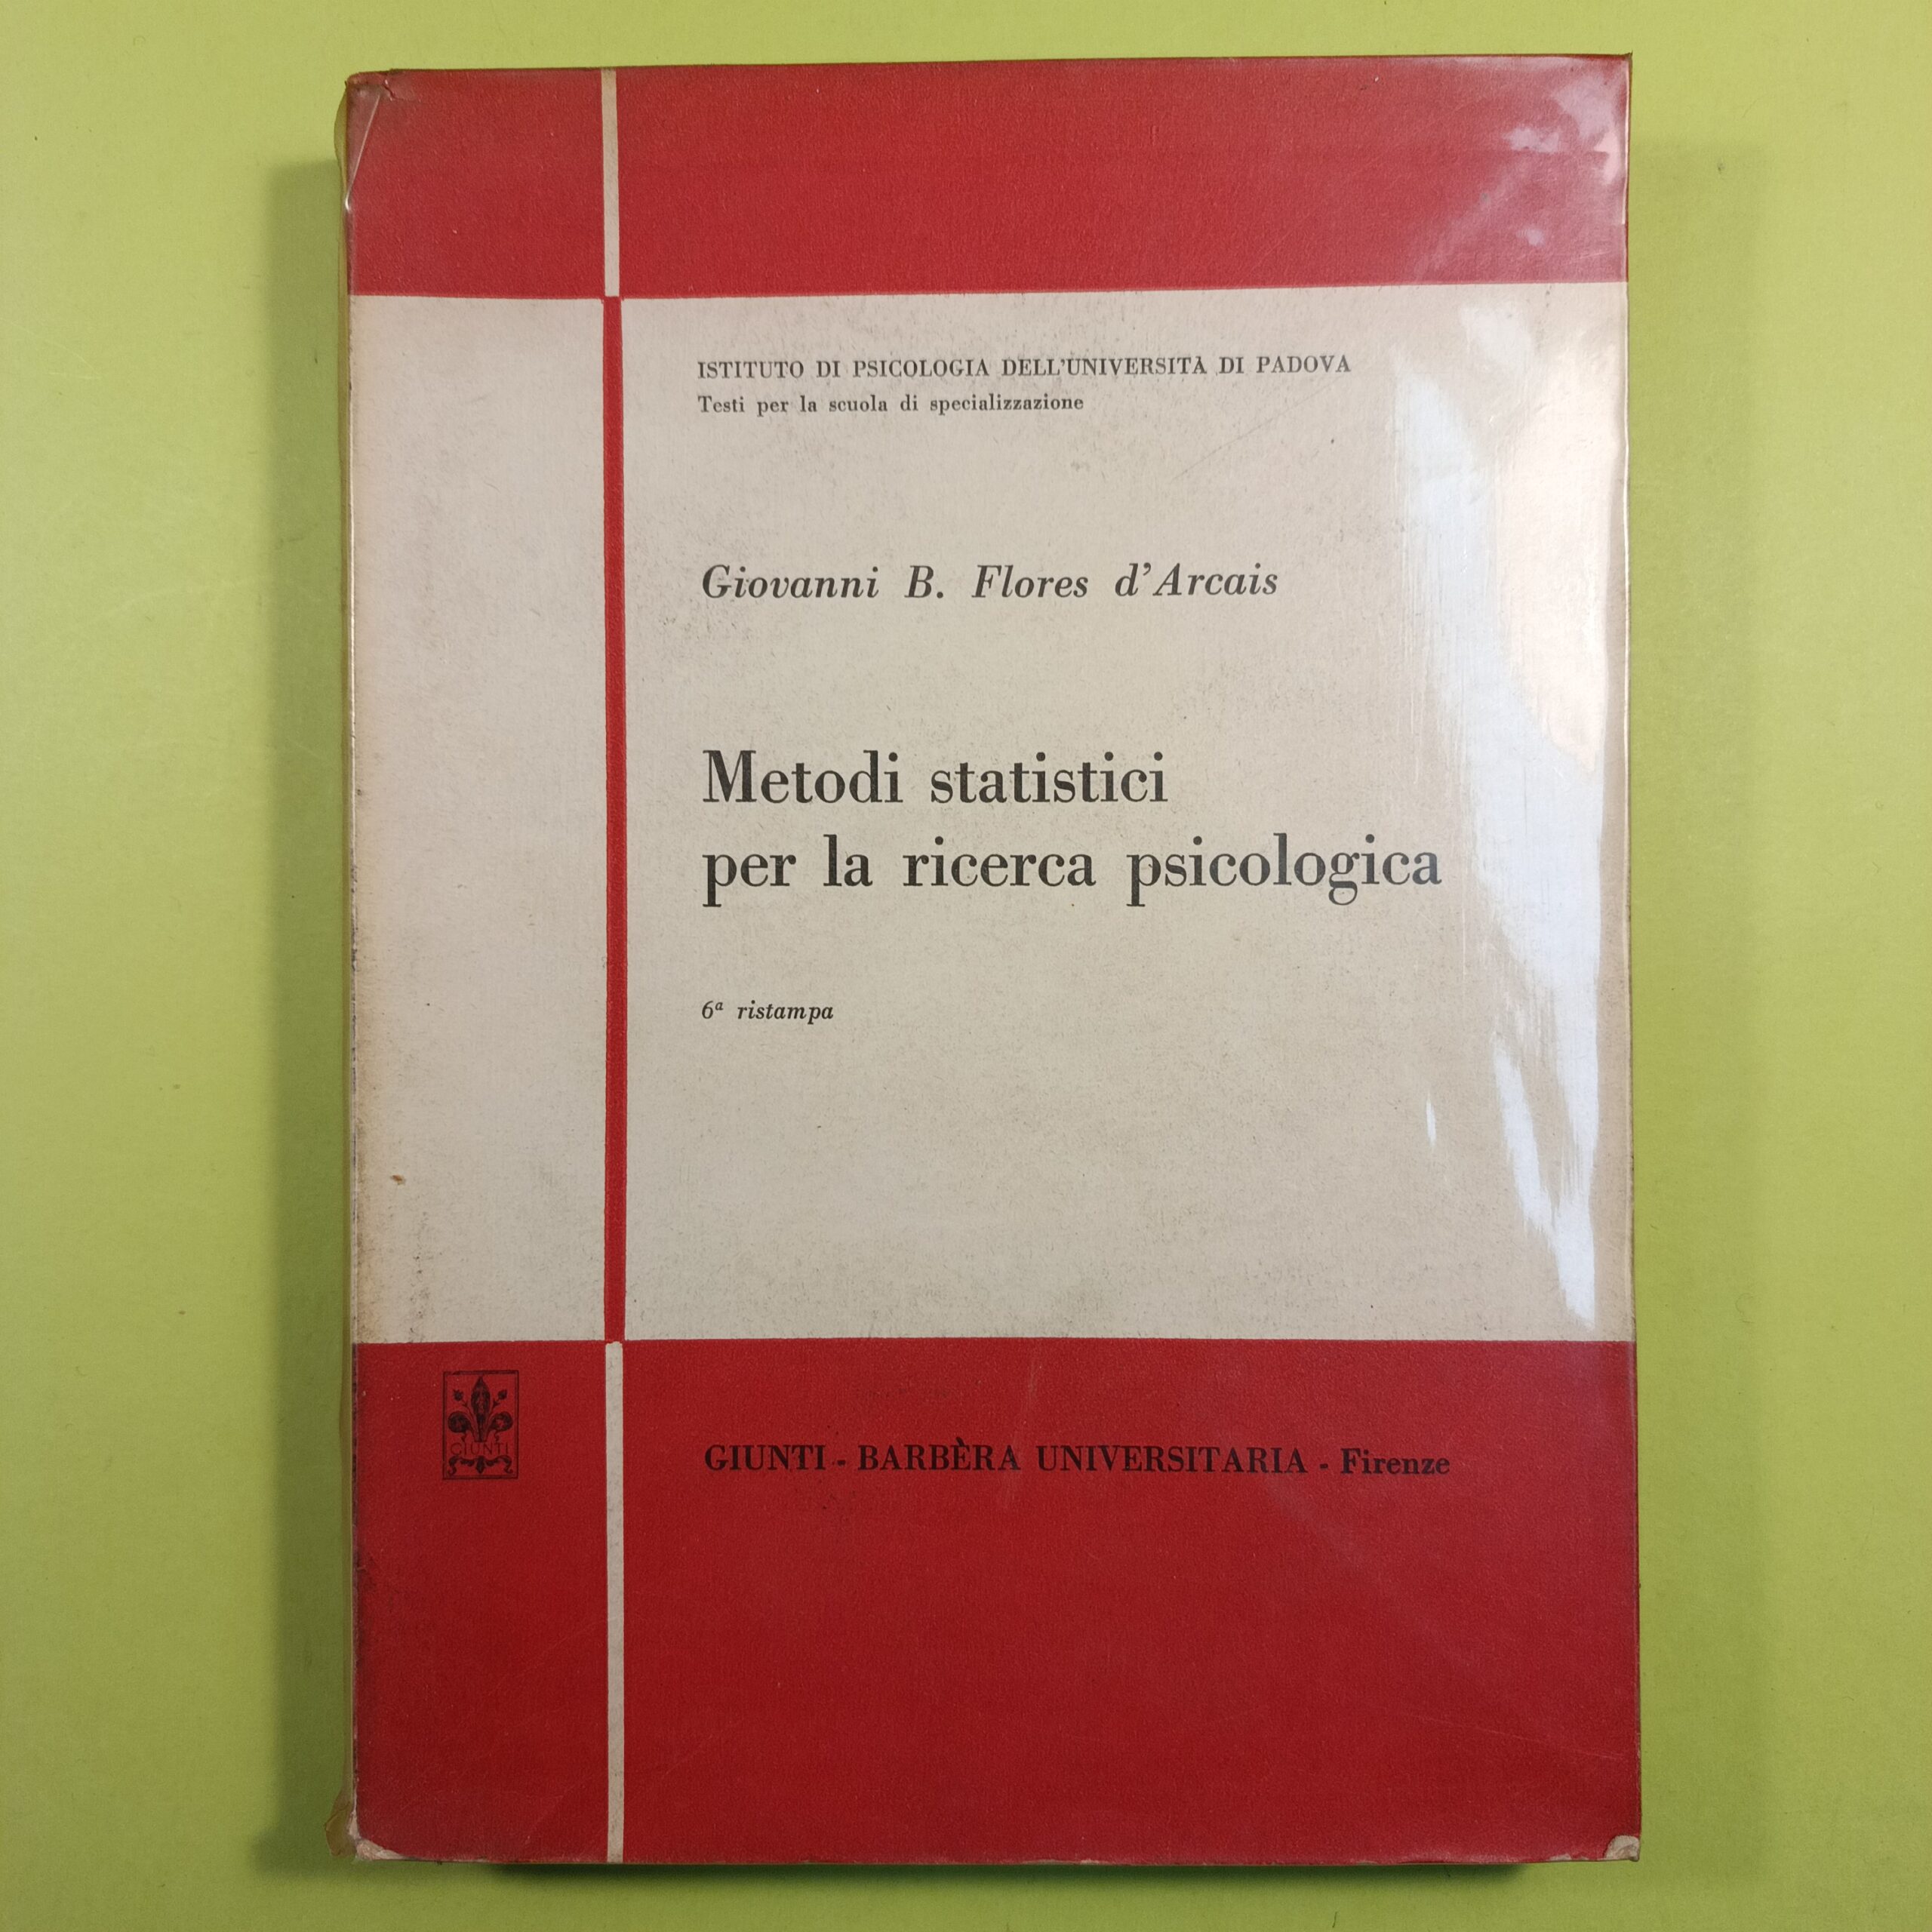 ISTITUTO DI PSICOLOGIA DELL'UNIVERSITÀ DI PADOVA
Testi per la scuola di specializzazione
Giovanni B. Flores d'Arcais
Metodi statistici
per la ricerca psicologica
6ª ristampa
GIUNTI
GIUNTI - BARBÈRA UNIVERSITARIA - Firenze